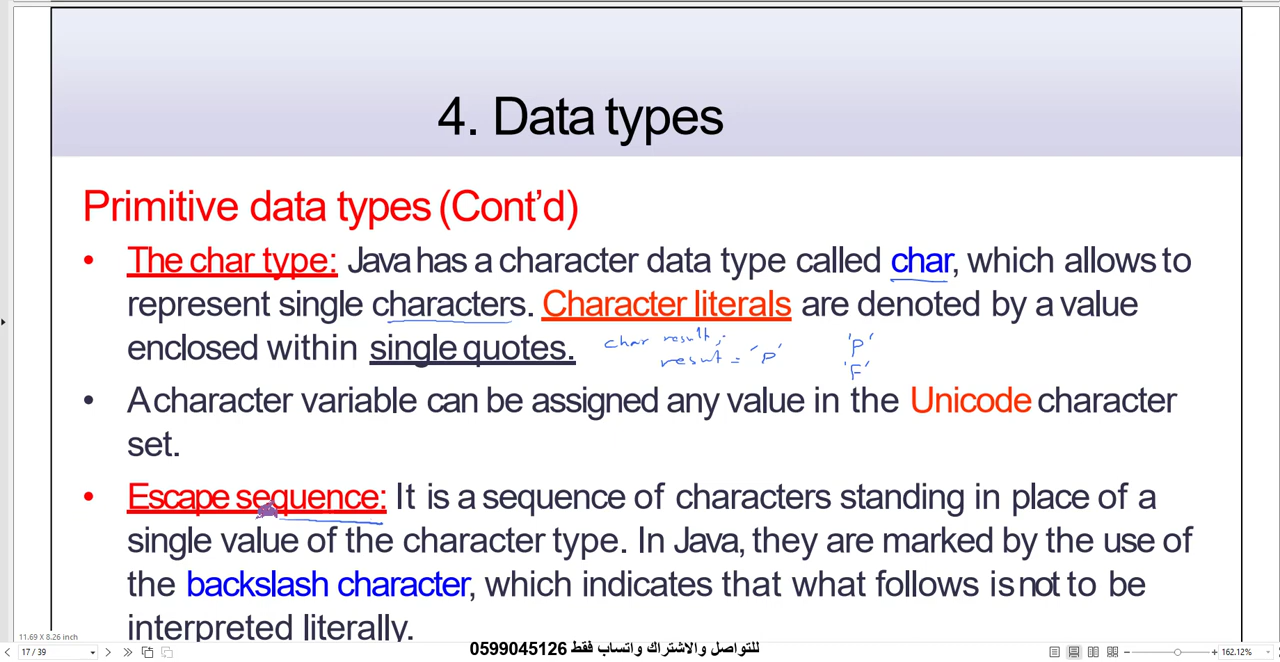 4. Data types
Primitive data types (Cont'd)
• The char type: Java has a character data type called char, which allows to
represent single characters. Character literals are denoted by a value
enclosed within single quotes.
char result;
result = 'P'
'P'
'F'
• A character variable can be assigned any value in the Unicode character
set.
• Escape sequence: It is a sequence of characters standing in place of a
single value of the character type. In Java, they are marked by the use of
the backslash character, which indicates that what follows is not to be
interpreted literally.
11.69 X 8.26 inch
17 / 39
للتواصل والاشتراك واتساب فقط 0599045126
162.12%